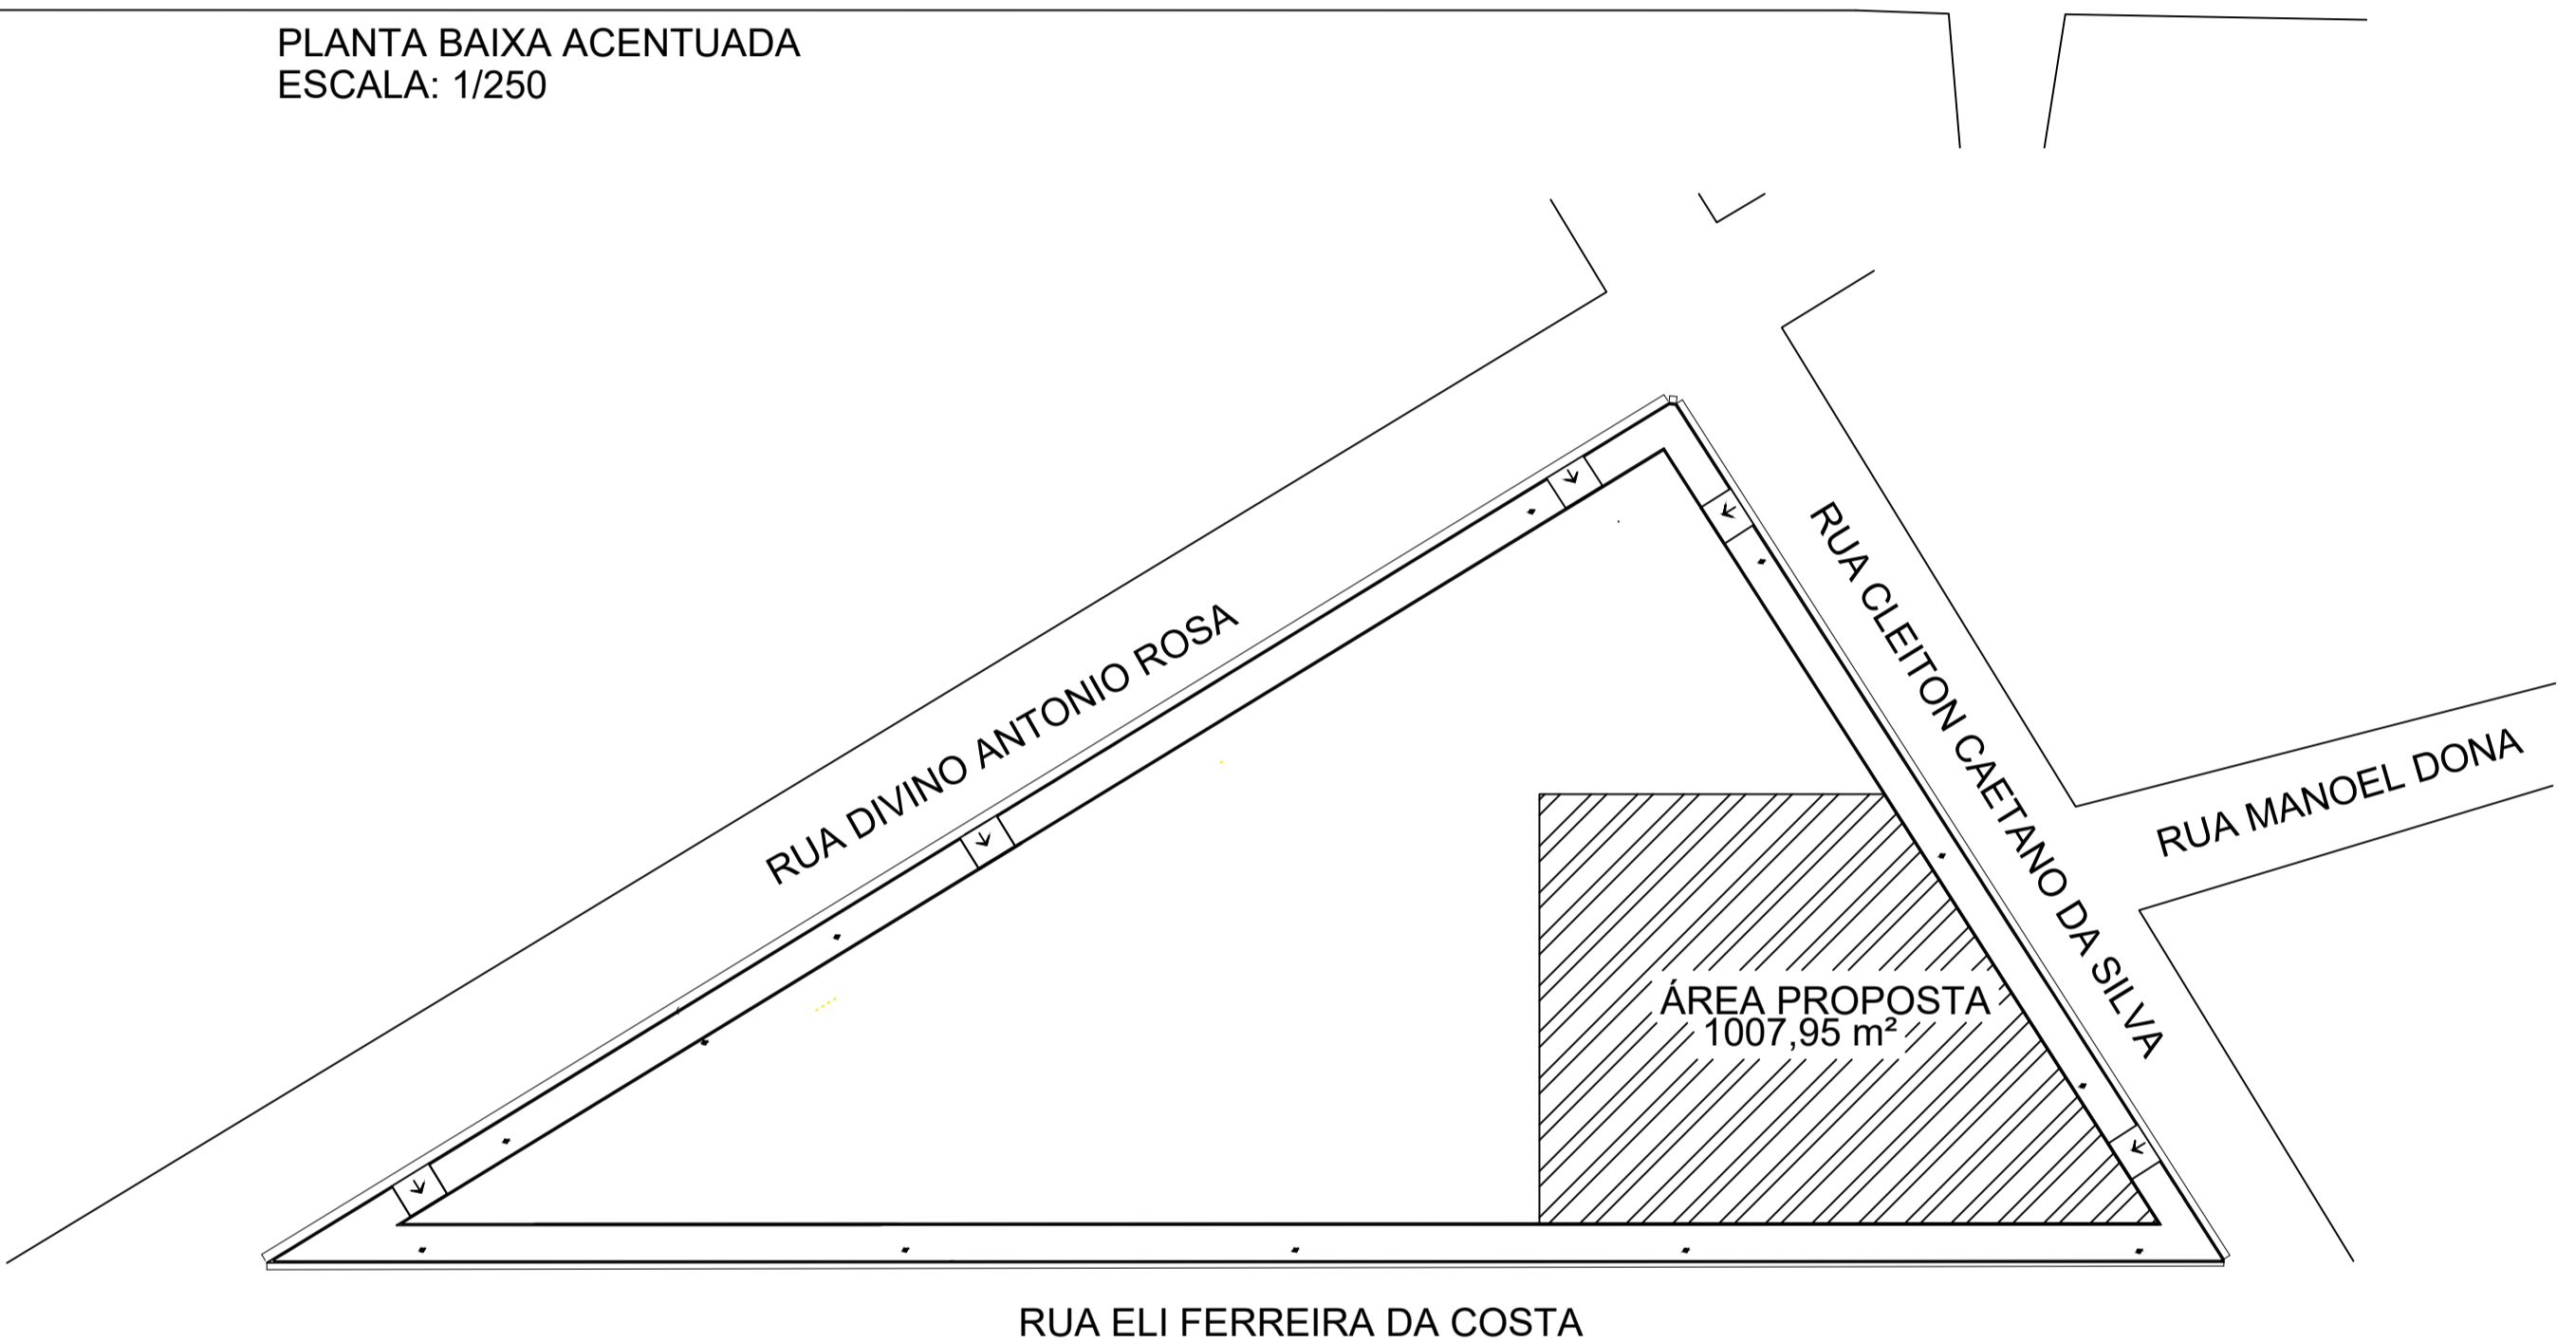 PLANTA BAIXA ACENTUADA
ESCALA: 1/250
RUA DIVINO ANTONIO ROSA
RUA CLEITON CAETANO DA SILVA
RUA MANOEL DONA
ÁREA PROPOSTA
1007,95 m²
RUA ELI FERREIRA DA COSTA